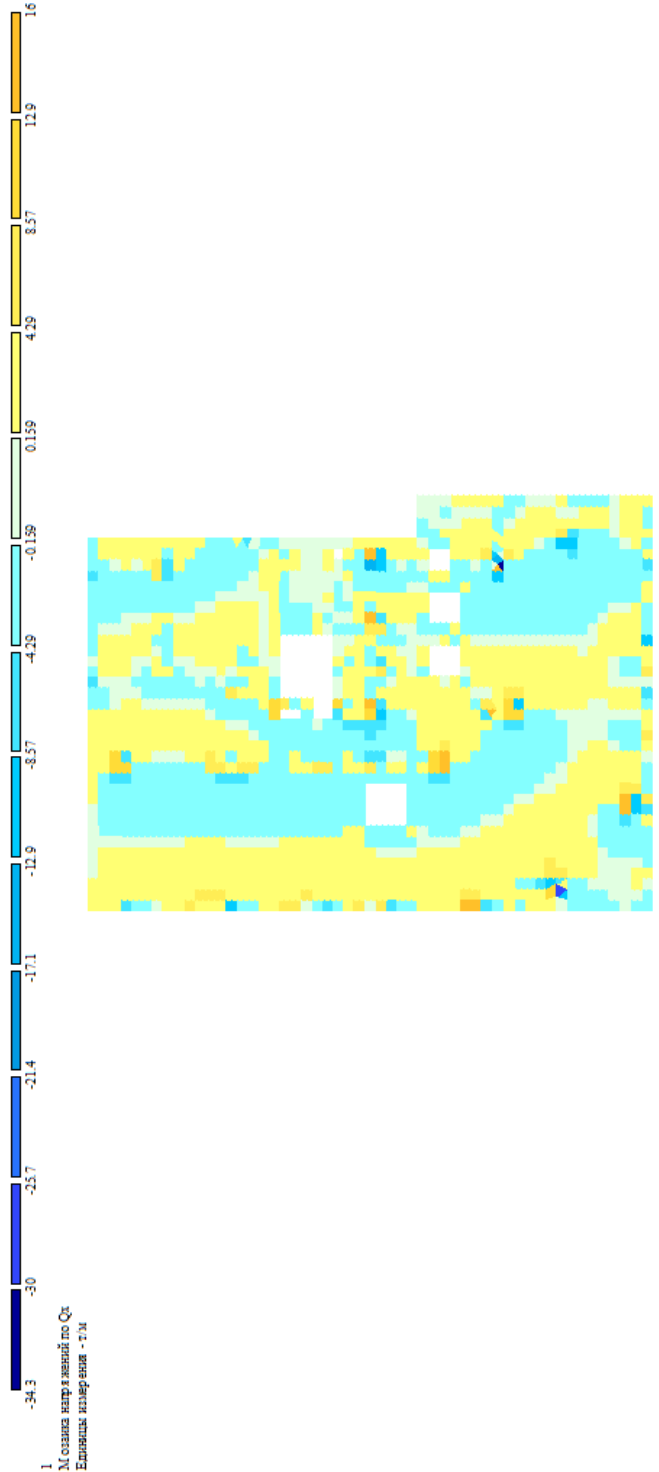 -34.3 -30 -25.7 -21.4 -17.1 -12.9 -8.57 -4.29 -0.159 0.159 4.29 8.57 12.9 16
1
Мозаика напряжений по Qx
Единицы измерения - т/м